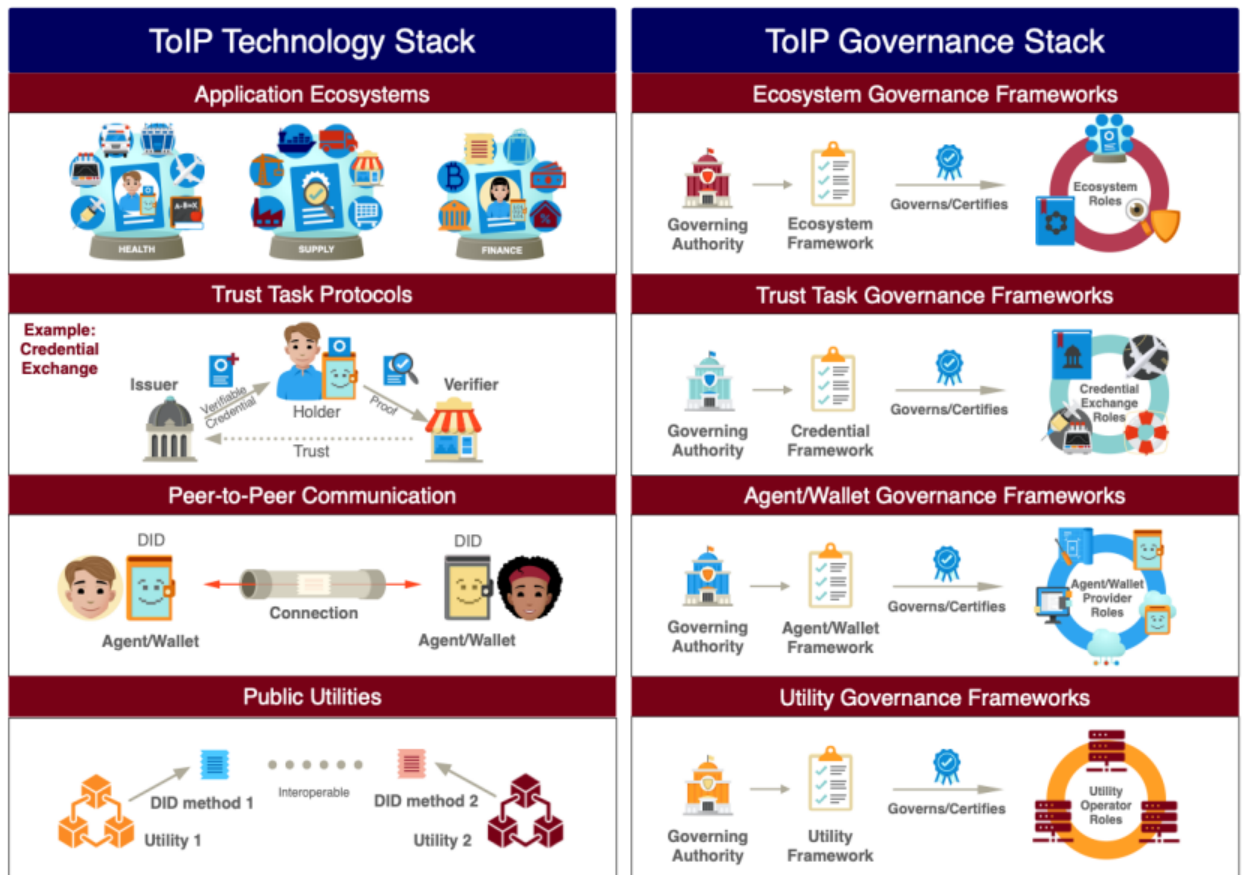 ToIP Technology Stack
Application Ecosystems
A-B=X
HEALTH
SUPPLY
FINANCE
Trust Task Protocols
Example:
Credential
Exchange
Issuer
Verifiable
Credential
Holder
Proof
Verifier
Trust
Peer-to-Peer Communication
DID
DID
Connection
Agent/Wallet
Agent/Wallet
Public Utilities
DID method 1
Interoperable
DID method 2
Utility 1
Utility 2
ToIP Governance Stack
Ecosystem Governance Frameworks
Governing
Authority
Ecosystem
Framework
Governs/Certifies
Ecosystem
Roles
Trust Task Governance Frameworks
Governing
Authority
Credential
Framework
Governs/Certifies
Credential
Exchange
Roles
Agent/Wallet Governance Frameworks
Governing
Authority
Agent/Wallet
Framework
Governs/Certifies
Agent/Wallet
Provider
Roles
Utility Governance Frameworks
Governing
Authority
Utility
Framework
Governs/Certifies
Utility
Operator
Roles